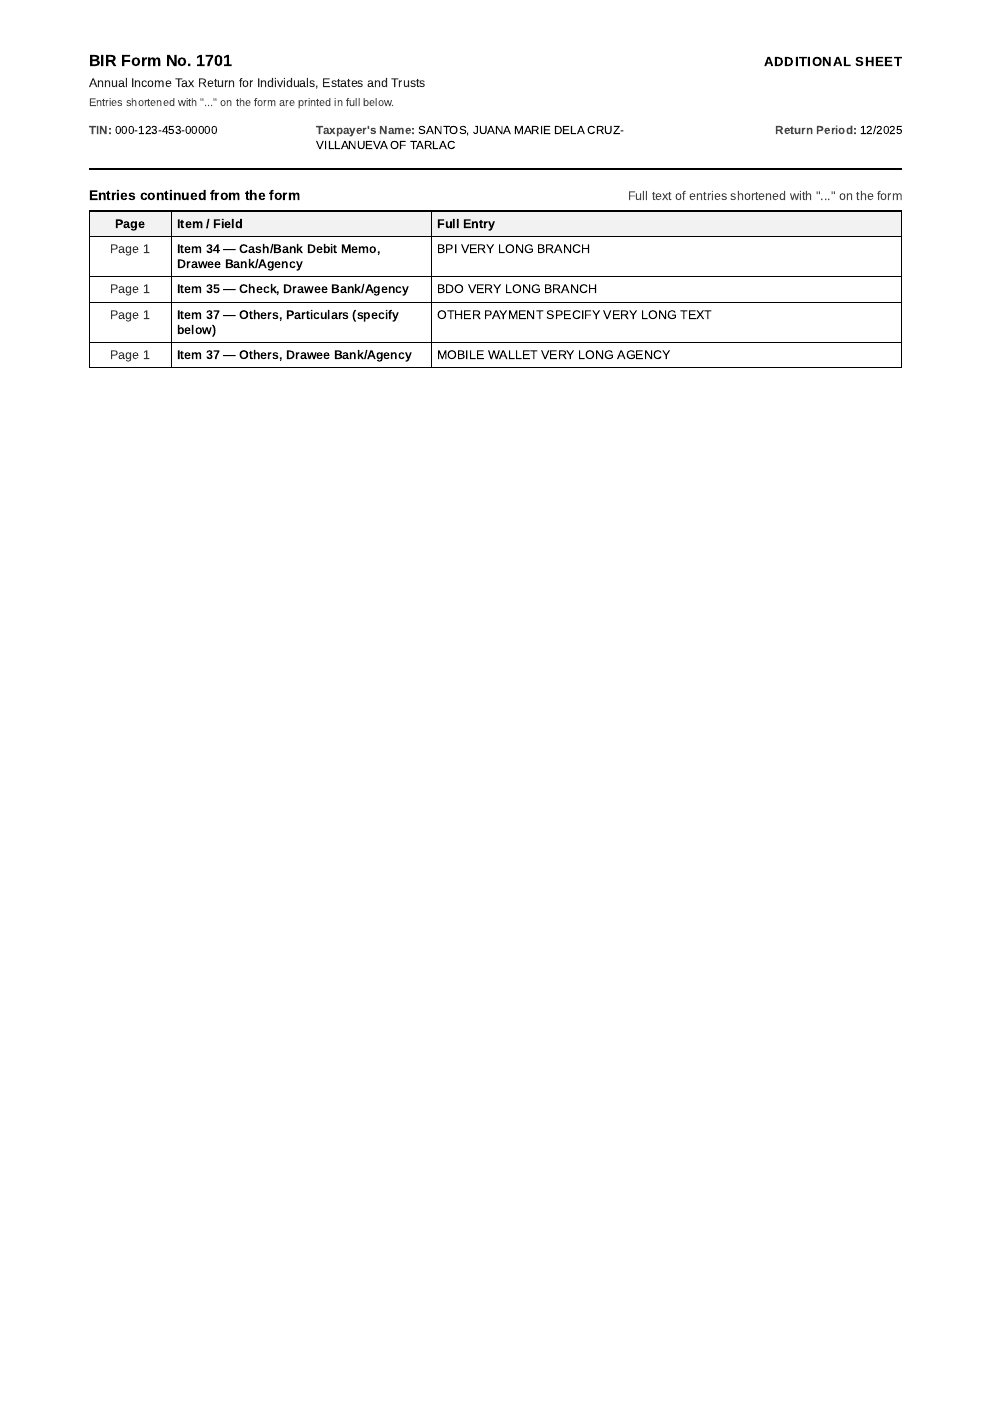 BIR Form No. 1701
ADDITIONAL SHEET
Annual Income Tax Return for Individuals, Estates and Trusts
Entries shortened with "..." on the form are printed in full below.
TIN: 000-123-453-00000
Taxpayer's Name: SANTOS, JUANA MARIE DELA CRUZ-
VILLANUEVA OF TARLAC
Return Period: 12/2025
Entries continued from the form
Full text of entries shortened with "..." on the form
Page Item / Field Full Entry
Page 1 Item 34 — Cash/Bank Debit Memo, BPI VERY LONG BRANCH
Drawee Bank/Agency
Page 1 Item 35 — Check, Drawee Bank/Agency BDO VERY LONG BRANCH
Page 1 Item 37 — Others, Particulars (specify OTHER PAYMENT SPECIFY VERY LONG TEXT
below)
Page 1 Item 37 — Others, Drawee Bank/Agency MOBILE WALLET VERY LONG AGENCY